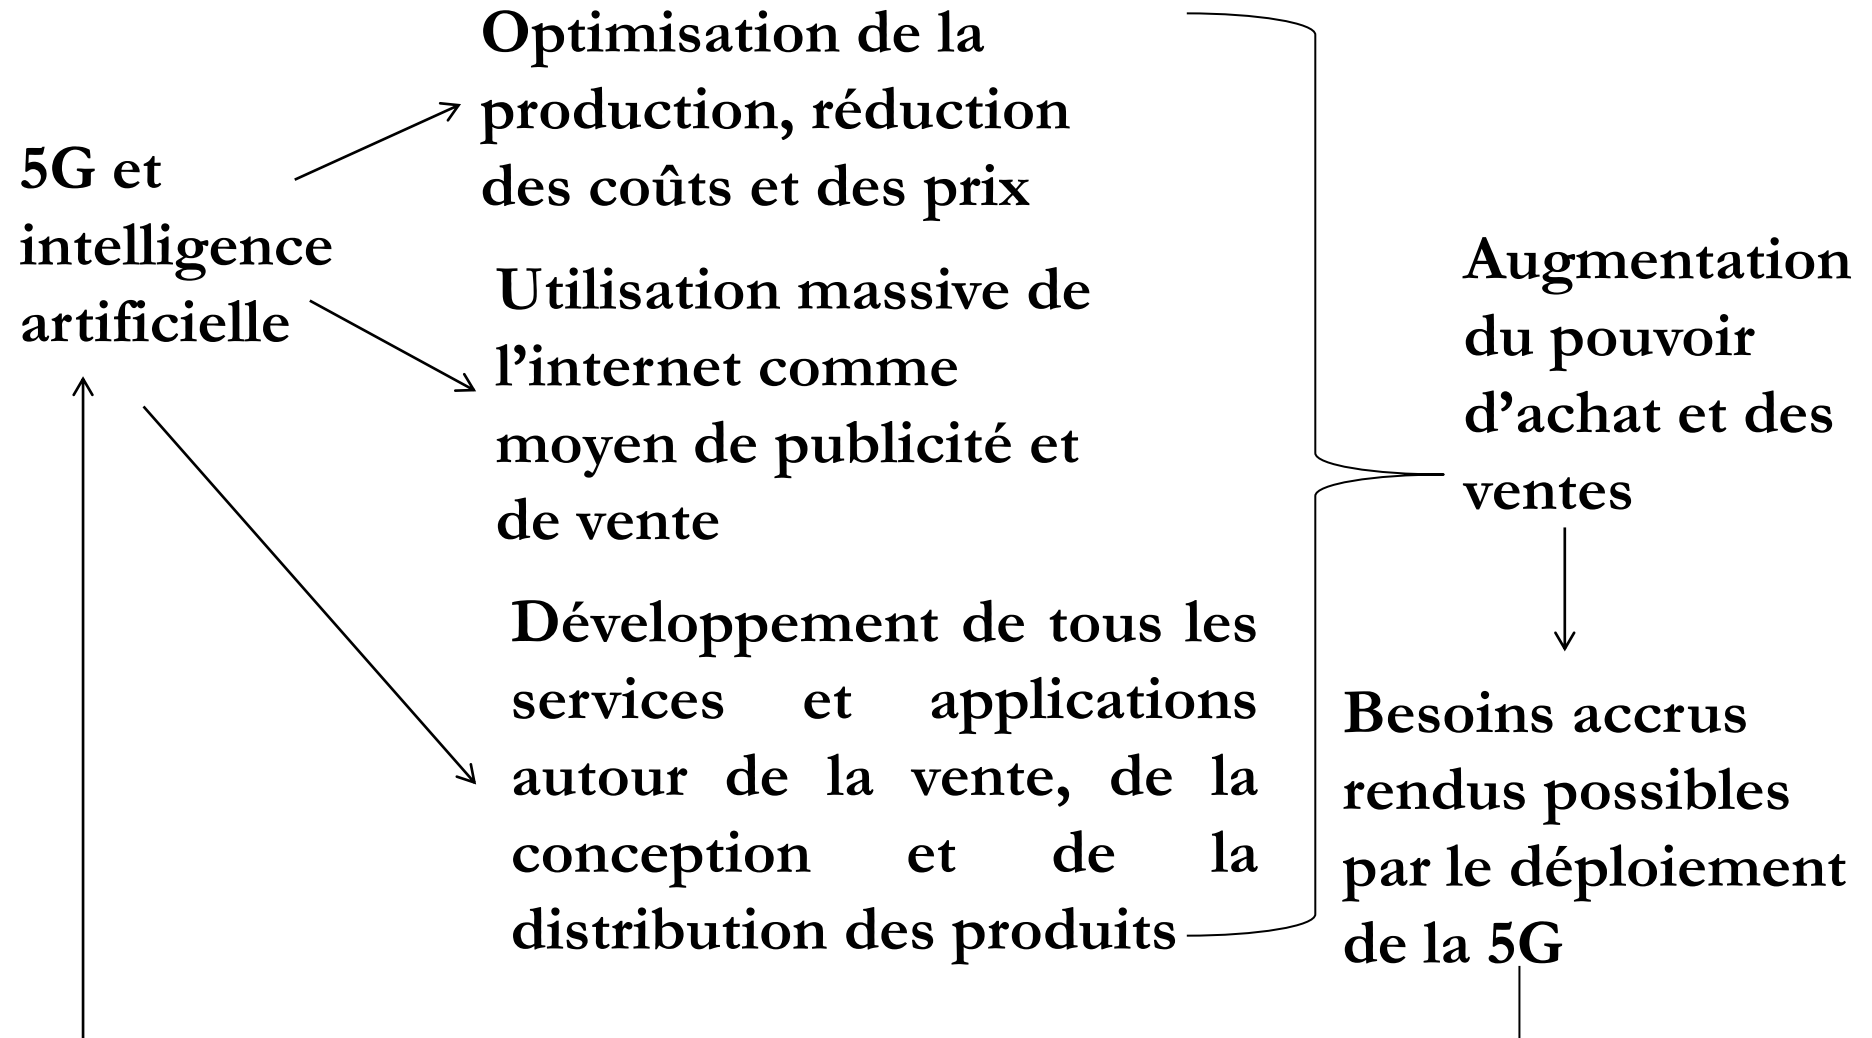 5G et
intelligence
artificielle
Optimisation de la
production, réduction
des coûts et des prix
Utilisation massive de
l’internet comme
moyen de publicité et
de vente
Développement de tous les
services et applications
autour de la vente, de la
conception et de la
distribution des produits
Augmentation
du pouvoir
d’achat et des
ventes
Besoins accrus
rendus possibles
par le déploiement
de la 5G